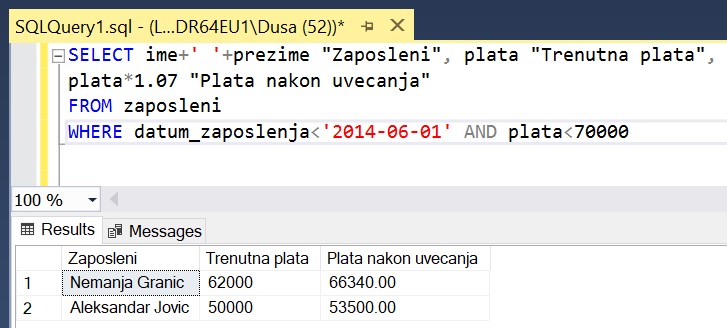 SQLQuery1.sql - (L...DR64EU1\Dusa (52))*
SELECT ime+' '+prezime "Zaposleni", plata "Trenutna plata",
plata*1.07 "Plata nakon uvecanja"
FROM zaposleni
WHERE datum_zaposlenja<'2014-06-01' AND plata<70000
100 %
Results Messages
Zaposleni Trenutna plata Plata nakon uvecanja
1 Nemanja Granic 62000 66340.00
2 Aleksandar Jovic 50000 53500.00